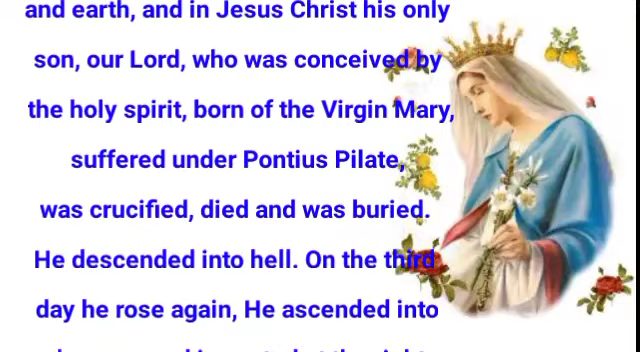 and earth, and in Jesus Christ his only
son, our Lord, who was conceived by
the holy spirit, born of the Virgin Mary,
suffered under Pontius Pilate,
was crucified, died and was buried.
He descended into hell. On the third
day he rose again, He ascended into